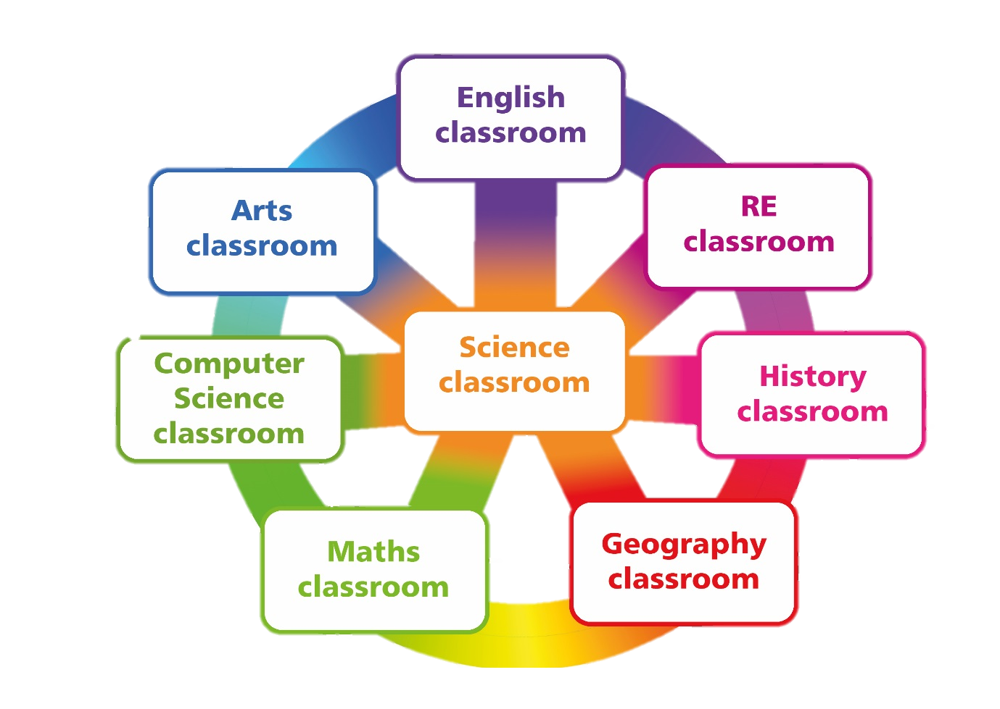 English
classroom
Arts
classroom
RE
classroom
Computer
Science
classroom
Science
classroom
History
classroom
Maths
classroom
Geography
classroom